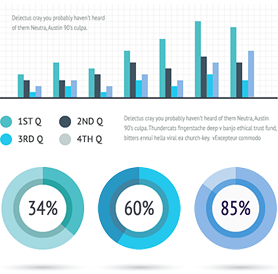 Delectus cray you probably haven't heard
of them Neutra, Austin 90's culpa.
1ST Q
2ND Q
3RD Q
4TH Q
Delectus cray you probably haven't heard of them Neutra, Austin
90's culpa. Thundercats fingerstache deep v banjo ethical trust fund,
bitters ennui hella viral ea church-key. vExcepteur commodo
34%
60%
85%